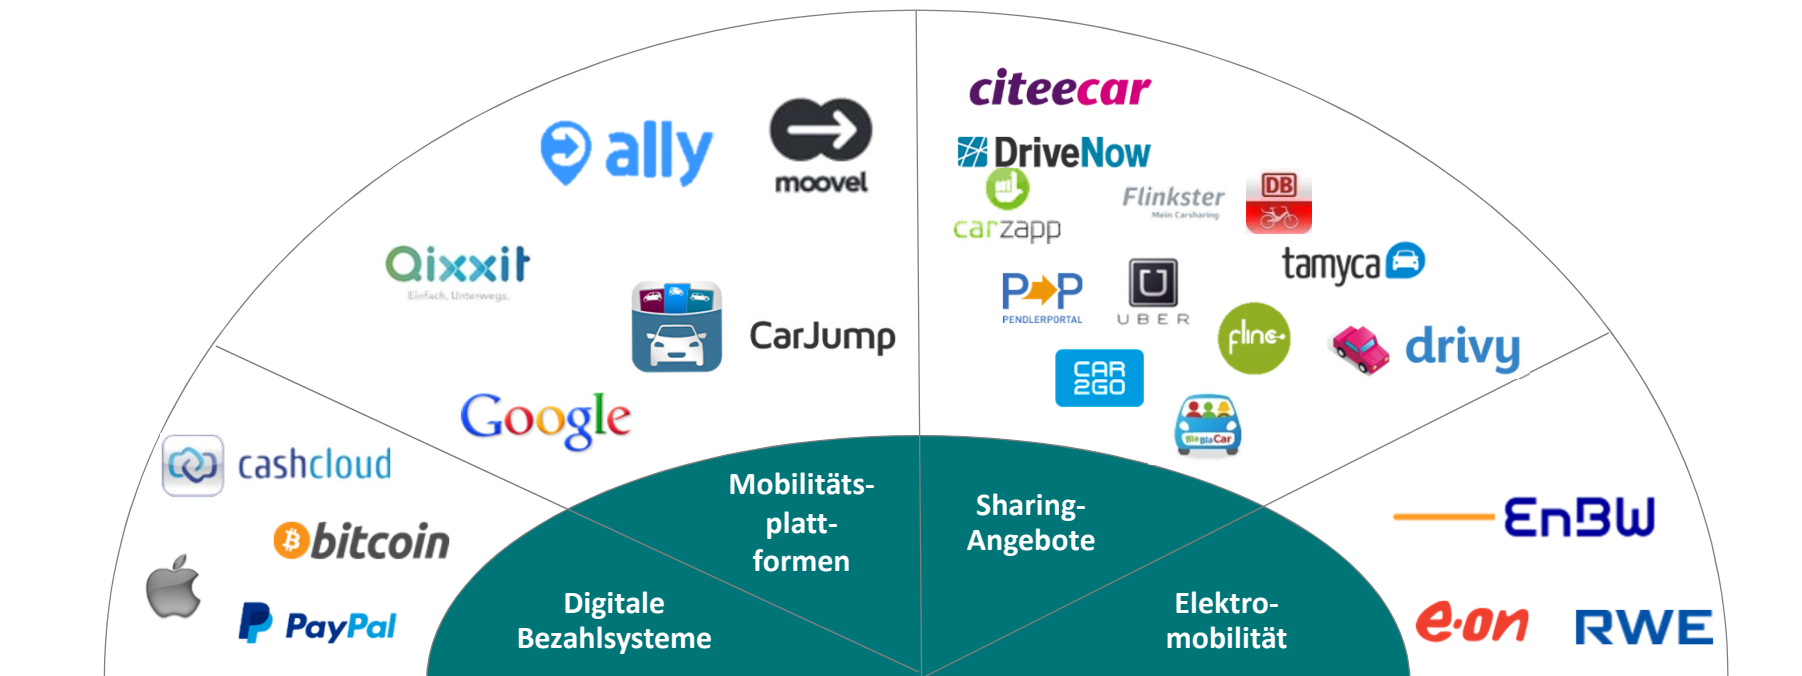 citeecar
ally
moovel
DriveNow
carzapp
Flinkster
Mein Carsharing
DB
Qixxit
Einfach. Unterwegs.
tamyca
P P
PENDLERPORTAL
U
UBER
flinc
CarJump
drivy
CAR
2GO
Google
BlaBlaCar
cashcloud
bitcoin
PayPal
Mobilitäts-
platt-
formen
Sharing-
Angebote
Digitale
Bezahlsysteme
Elektro-
mobilität
EnBW
e·on
RWE